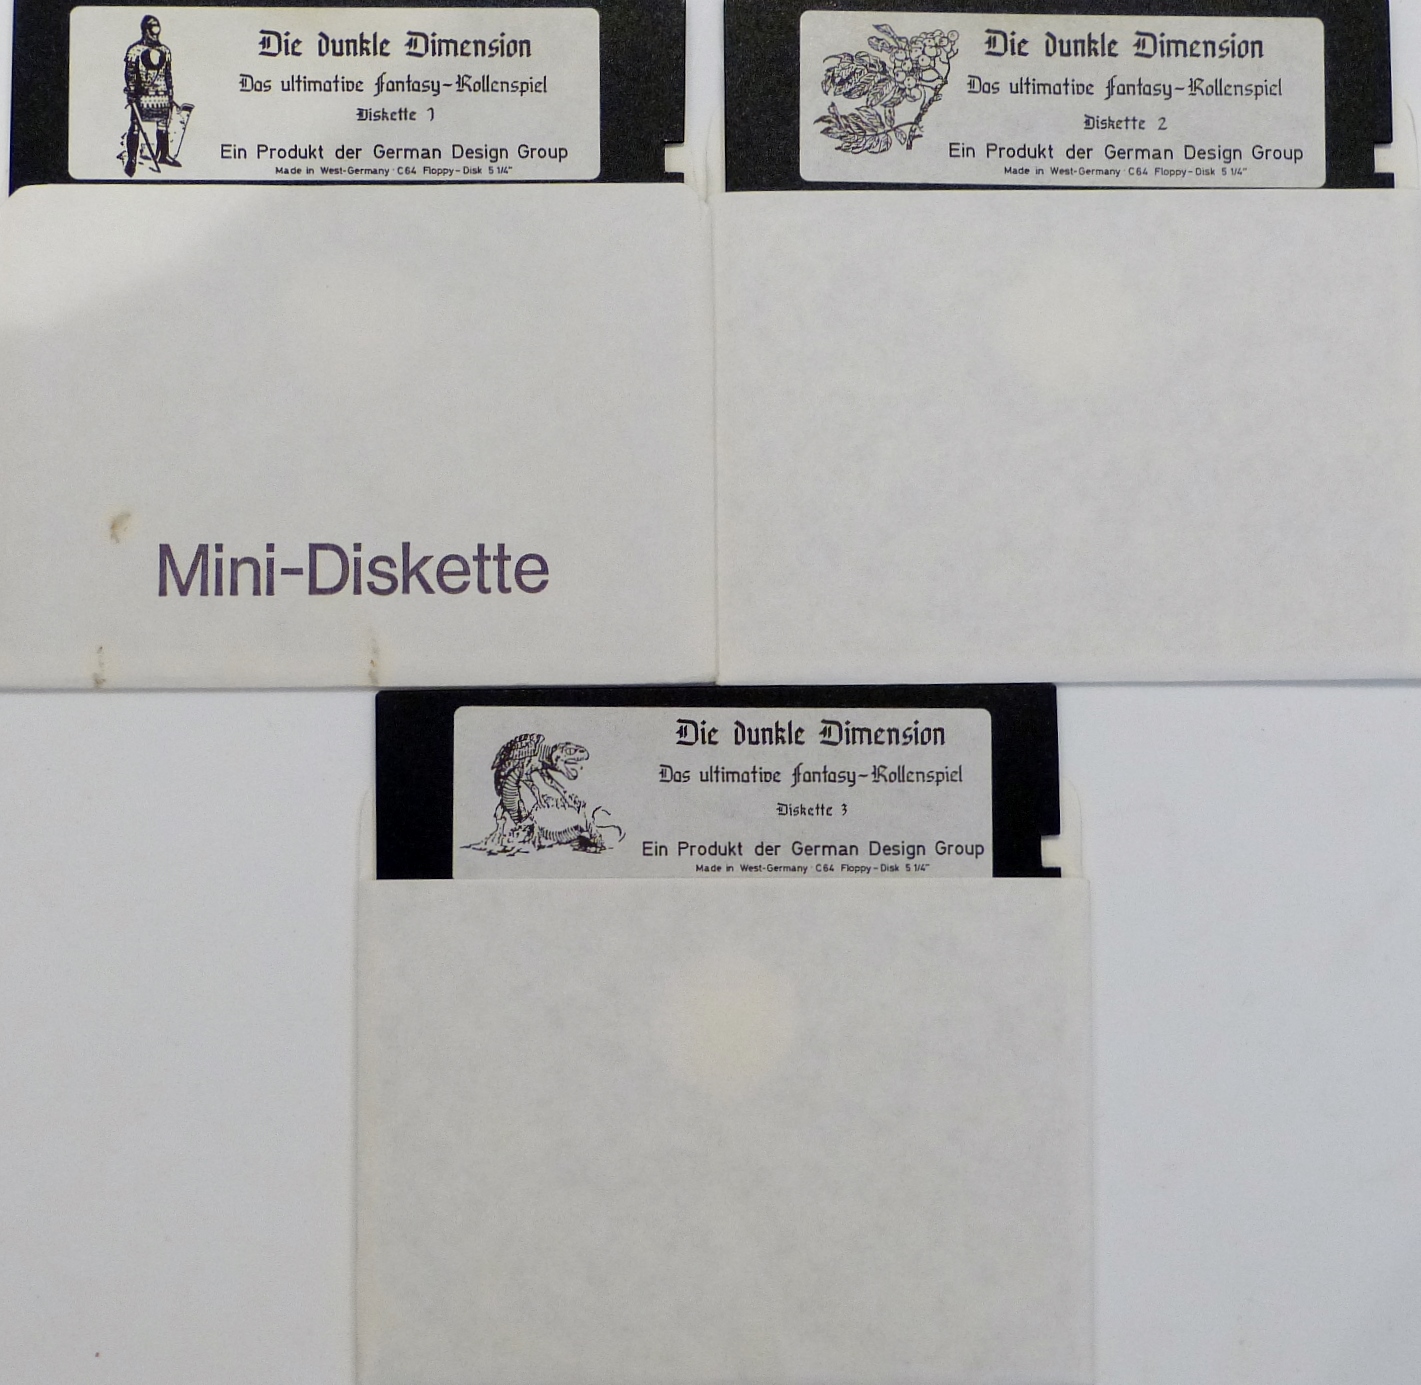 Die dunkle Dimension
Das ultimative Fantasy-Rollenspiel
Diskette 1
Ein Produkt der German Design Group
Made in West-Germany · C64 Floppy-Disk 5 1/4"
Die dunkle Dimension
Das ultimative Fantasy-Rollenspiel
Diskette 2
Ein Produkt der German Design Group
Made in West-Germany · C64 Floppy-Disk 5 1/4"
Mini-Diskette
Die dunkle Dimension
Das ultimative Fantasy-Rollenspiel
Diskette 3
Ein Produkt der German Design Group
Made in West-Germany · C64 Floppy-Disk 5 1/4"